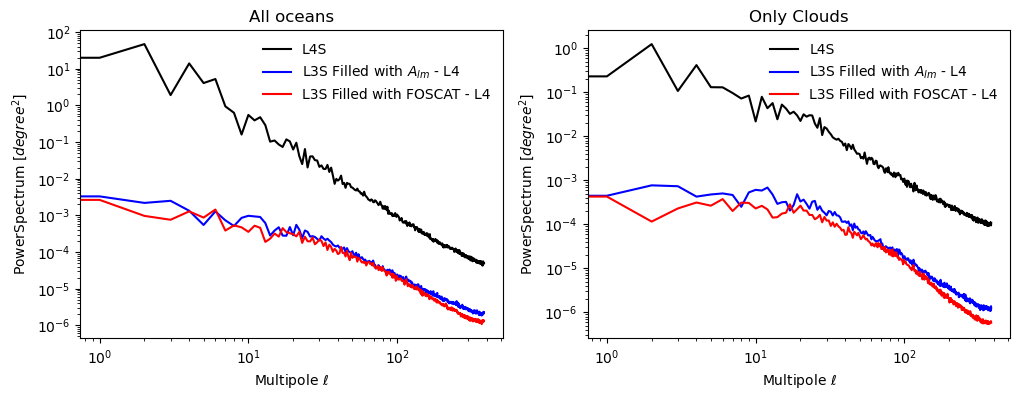 All oceans
L4S
L3S Filled with A_{lm} - L4
L3S Filled with FOSCAT - L4
PowerSpectrum [degree^2]
10^2
10^1
10^0
10^{-1}
10^{-2}
10^{-3}
10^{-4}
10^{-5}
10^{-6}
10^0 10^1 10^2
Multipole ℓ
Only Clouds
L4S
L3S Filled with A_{lm} - L4
L3S Filled with FOSCAT - L4
PowerSpectrum [degree^2]
10^0
10^{-1}
10^{-2}
10^{-3}
10^{-4}
10^{-5}
10^{-6}
10^0 10^1 10^2
Multipole ℓ